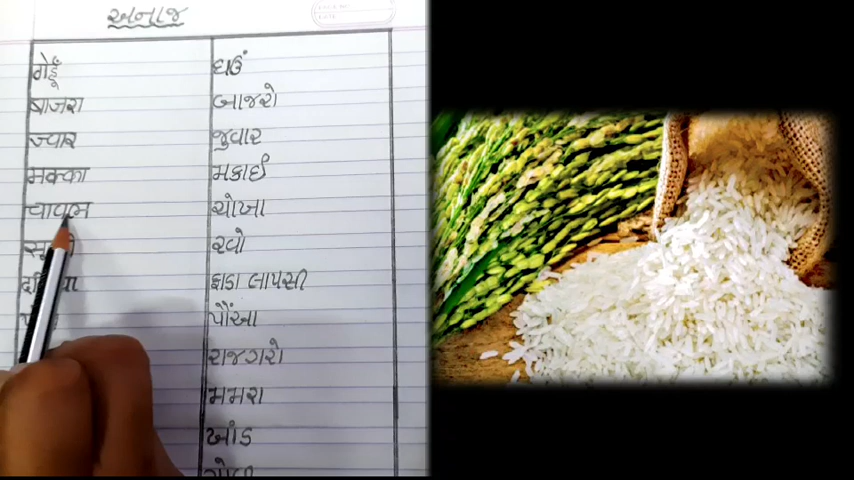 અનાજ
गेहूँ ઘઉં
बाजरा બાજરો
ज्वार જુવાર
मक्का મકાઈ
चावल ચોખા
રવો
ફાડા લાપસી
પૌંઆ
રાજગરો
મમરા
ખાંડ